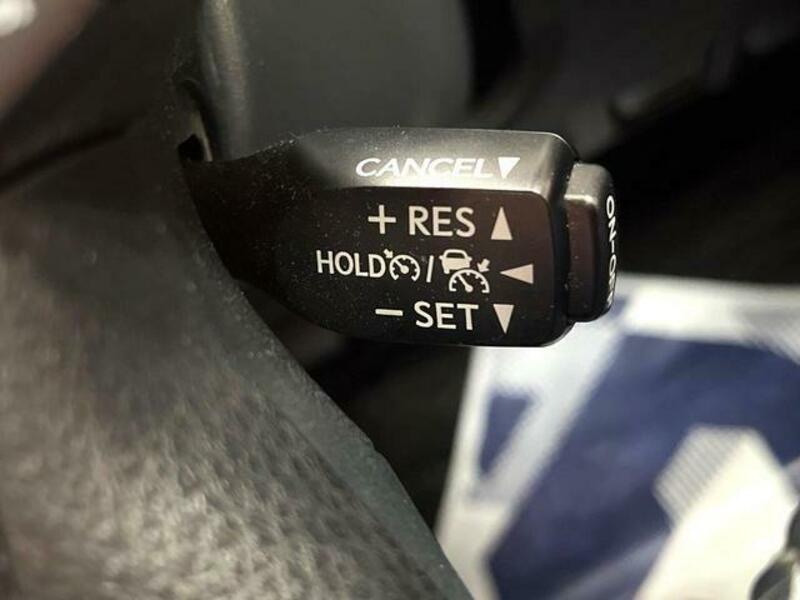 CANCEL▼
+ RES ▲
HOLD / ◀
− SET ▼
ON-OFF